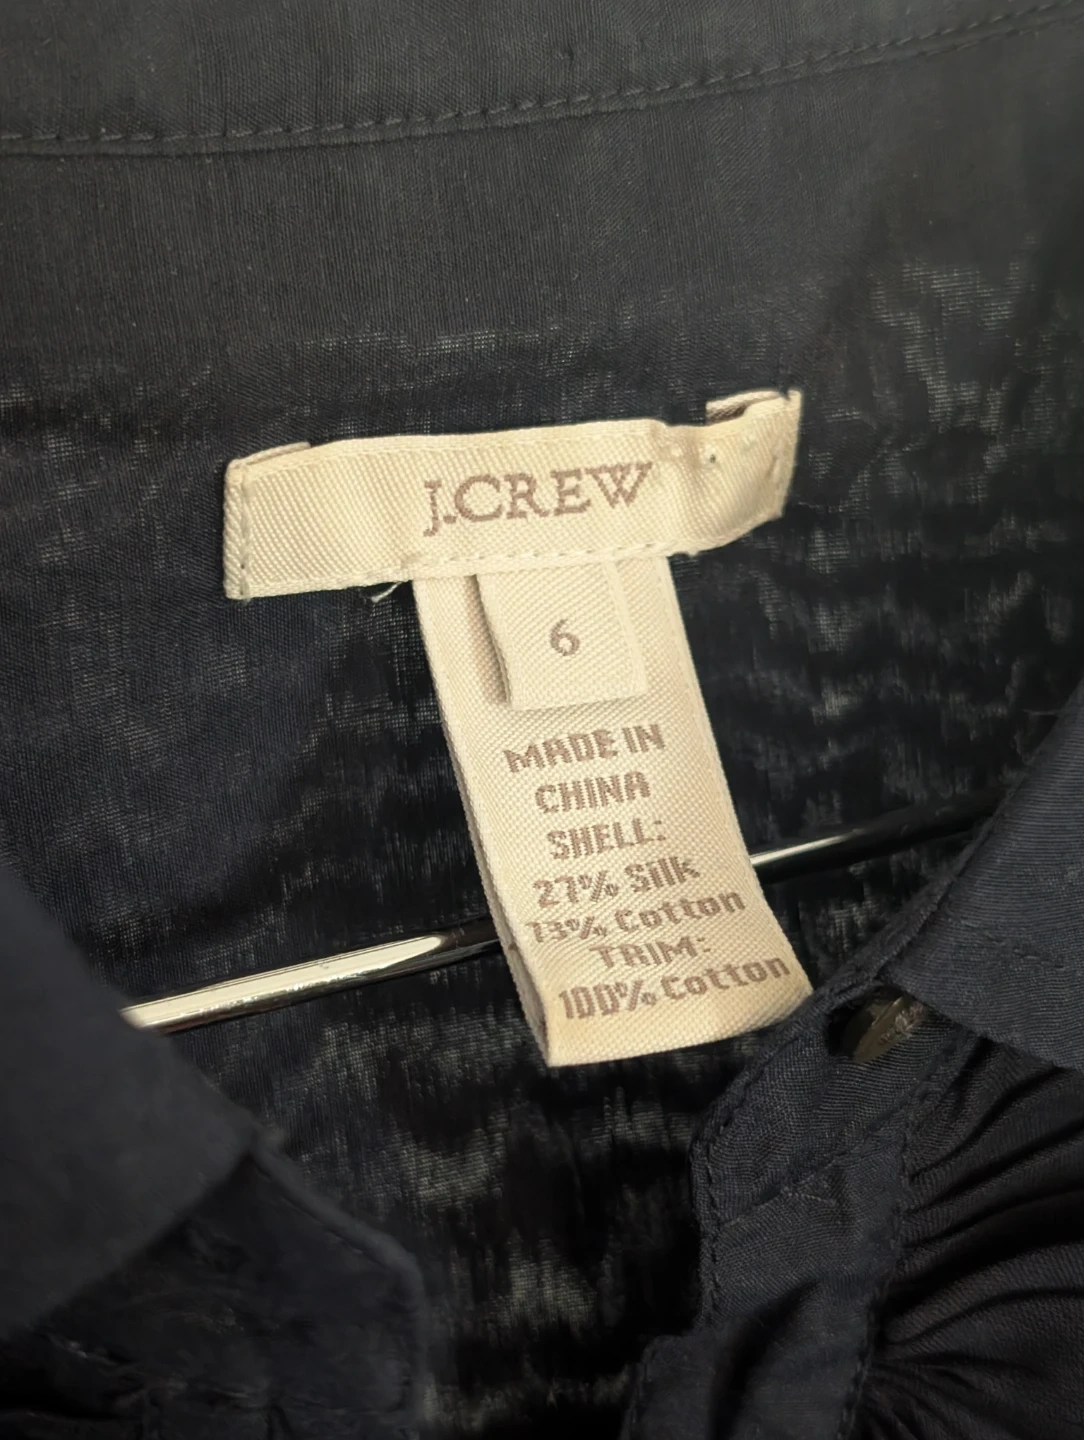 J.CREW
6
MADE IN
CHINA
SHELL:
27% Silk
73% Cotton
TRIM:
100% Cotton